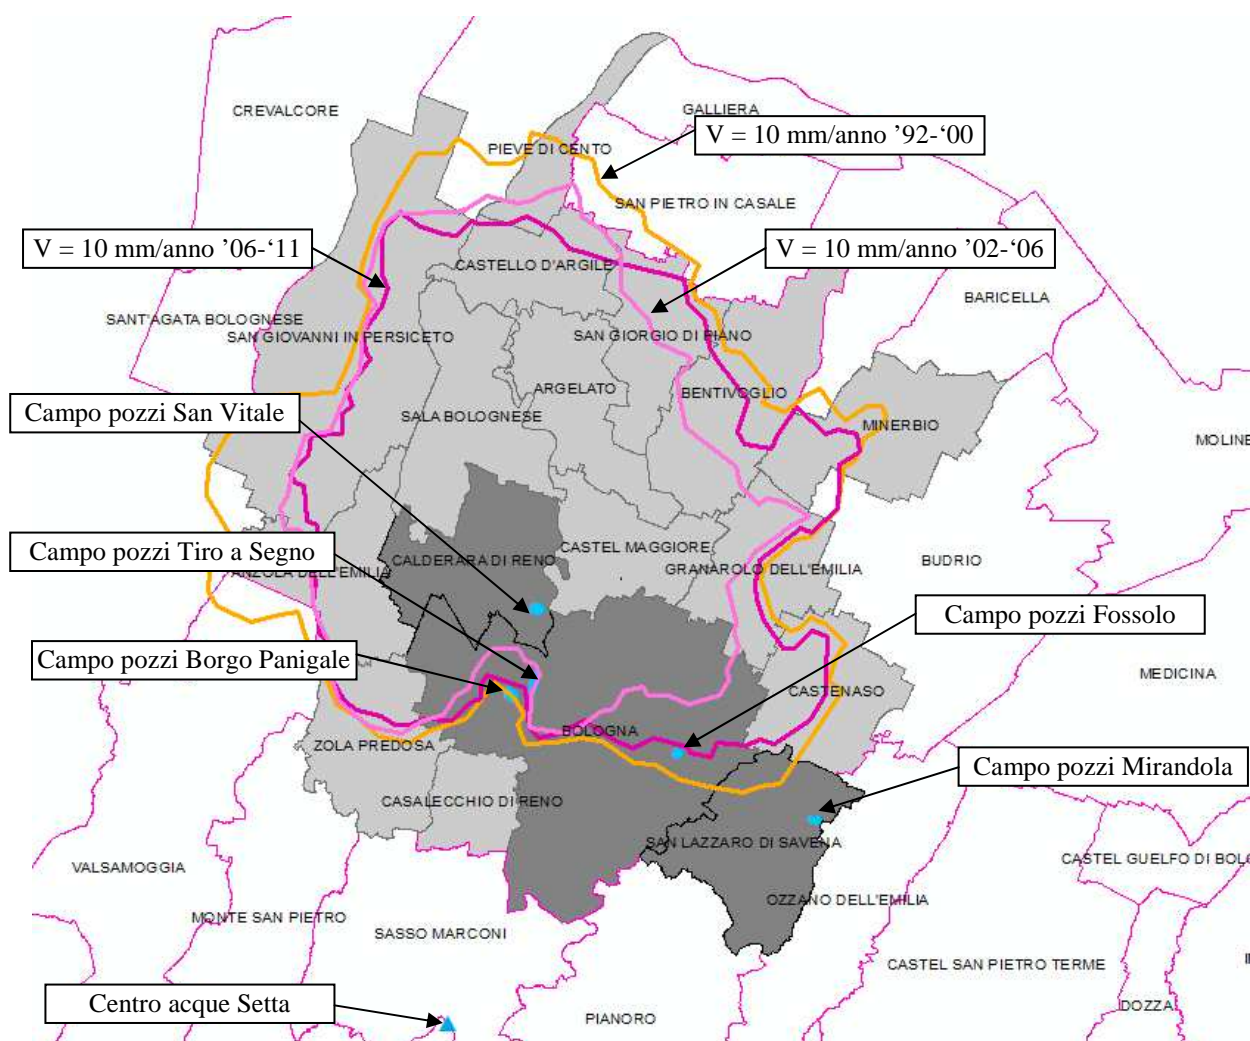 CREVALCORE
GALLIERA
V = 10 mm/anno ’92-‘00
PIEVE DI CENTO
SAN PIETRO IN CASALE
V = 10 mm/anno ’06-‘11
V = 10 mm/anno ’02-‘06
CASTELLO D'ARGILE
BARICELLA
SANT'AGATA BOLOGNESE
SAN GIOVANNI IN PERSICETO
SAN GIORGIO DI PIANO
ARGELATO
BENTIVOGLIO
Campo pozzi San Vitale
SALA BOLOGNESE
MINERBIO
MOLINE
Campo pozzi Tiro a Segno
CASTEL MAGGIORE
CALDERARA DI RENO
BUDRIO
ANZOLA DELL'EMILIA
GRANAROLO DELL'EMILIA
Campo pozzi Fossolo
Campo pozzi Borgo Panigale
MEDICINA
CASTENASO
BOLOGNA
ZOLA PREDOSA
Campo pozzi Mirandola
CASALECCHIO DI RENO
SAN LAZZARO DI SAVENA
CASTEL GUELFO DI BOLO
VALSAMOGGIA
OZZANO DELL'EMILIA
MONTE SAN PIETRO
SASSO MARCONI
CASTEL SAN PIETRO TERME
Centro acque Setta
DOZZA
PIANORO